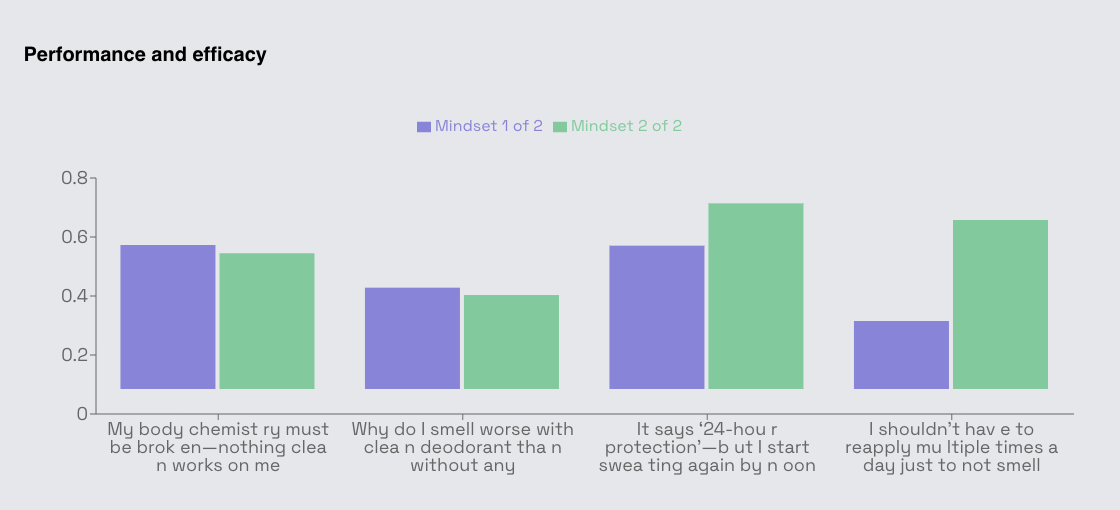 Performance and efficacy
Mindset 1 of 2 Mindset 2 of 2
0.8
0.6
0.4
0.2
0
My body chemist ry must
be brok en—nothing clea
n works on me
Why do I smell worse with
clea n deodorant tha n
without any
It says ‘24-hou r
protection’—b ut I start
swea ting again by n oon
I shouldn’t hav e to
reapply mu ltiple times a
day just to not smell